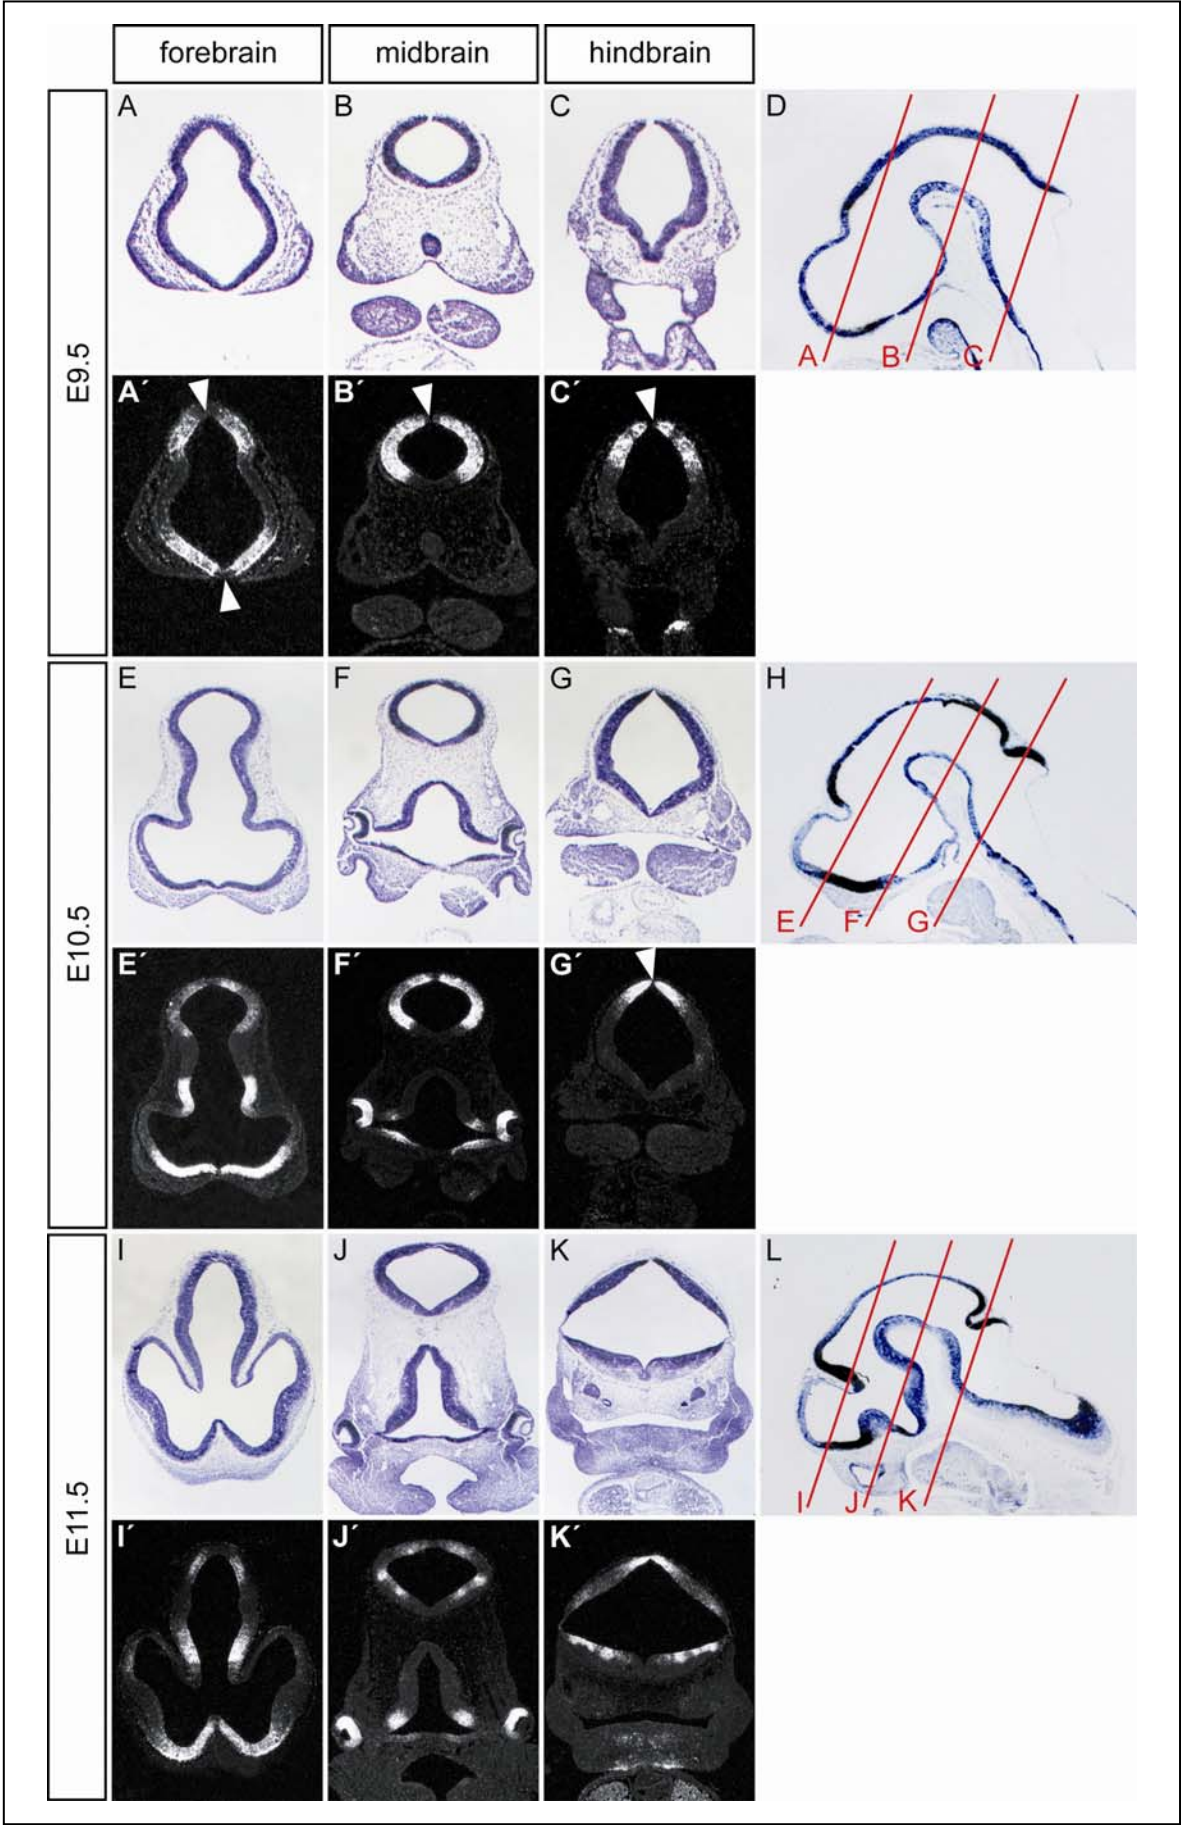 forebrain midbrain hindbrain
E9.5
A B C D
A B C
A´ B´ C´
E10.5
E F G H
E F G
E´ F´ G´
E11.5
I J K L
I J K
I´ J´ K´